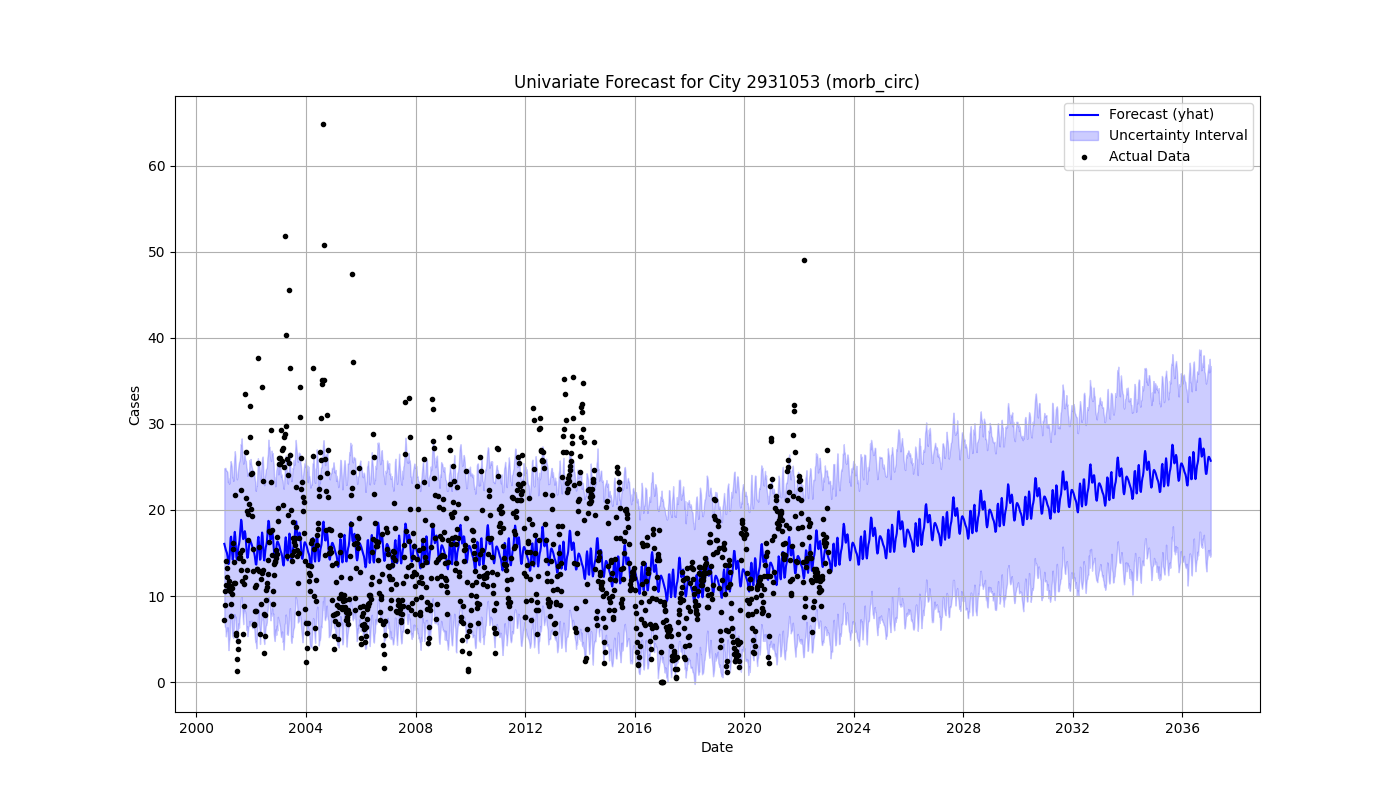 Univariate Forecast for City 2931053 (morb_circ)
Forecast (yhat)
Uncertainty Interval
Actual Data
Cases
60
50
40
30
20
10
0
2000 2004 2008 2012 2016 2020 2024 2028 2032 2036
Date